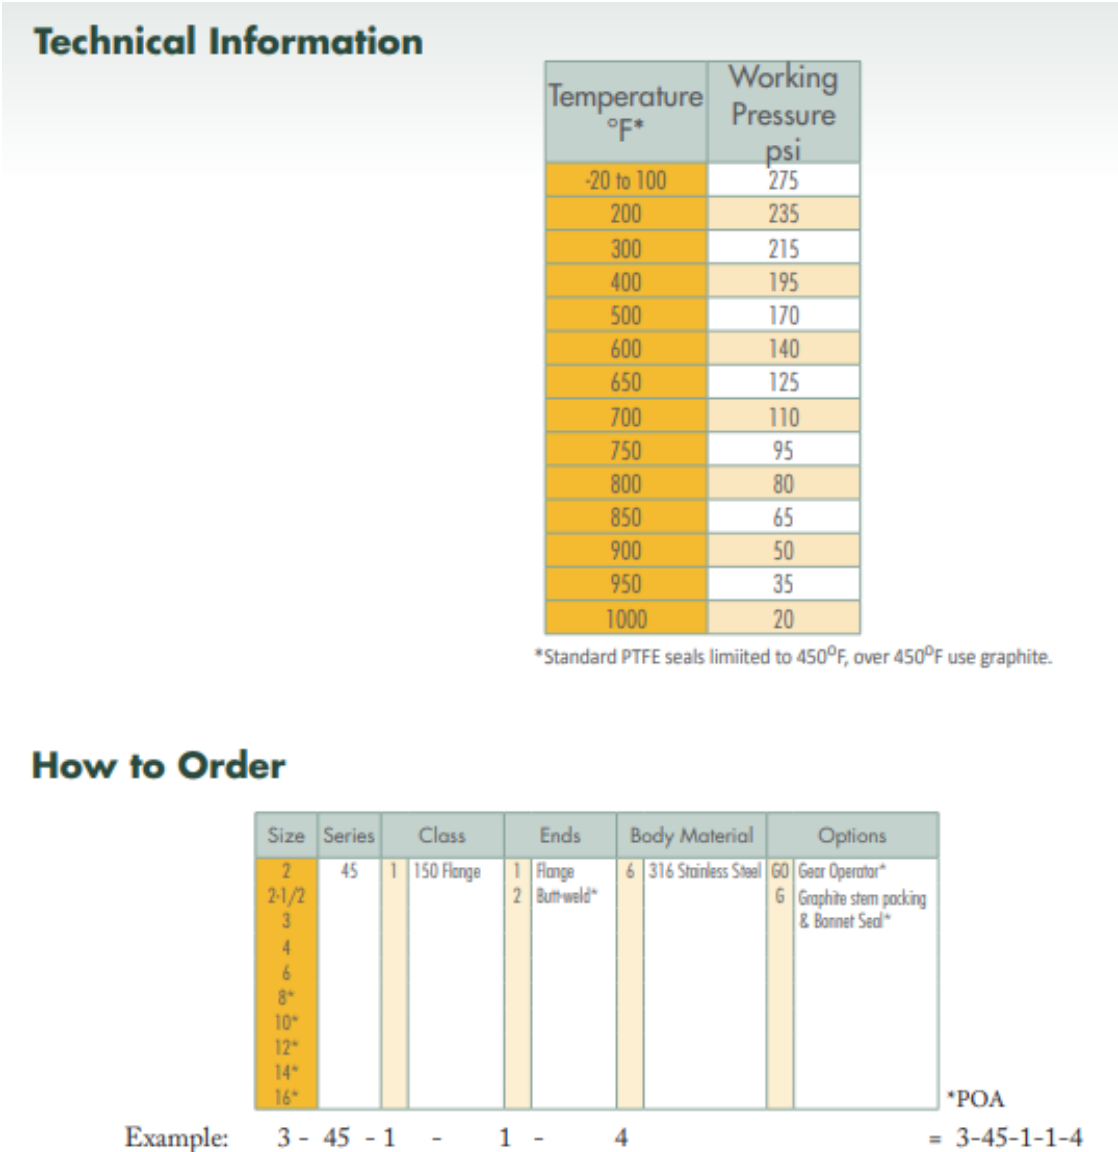 Technical Information
Temperature °F* Working Pressure psi
-20 to 100 275
200 235
300 215
400 195
500 170
600 140
650 125
700 110
750 95
800 80
850 65
900 50
950 35
1000 20
*Standard PTFE seals limiited to 450⁰F, over 450⁰F use graphite.
How to Order
Size Series Class Ends Body Material Options
2 45 1 150 Flange 1 Flange 6 316 Stainless Steel GO Gear Operator*
2-1/2 2 Butt-weld* G Graphite stem packing
3 & Bonnet Seal*
4
6
8*
10*
12*
14*
16* *POA
Example: 3 - 45 - 1 - 1 - 4 = 3-45-1-1-4